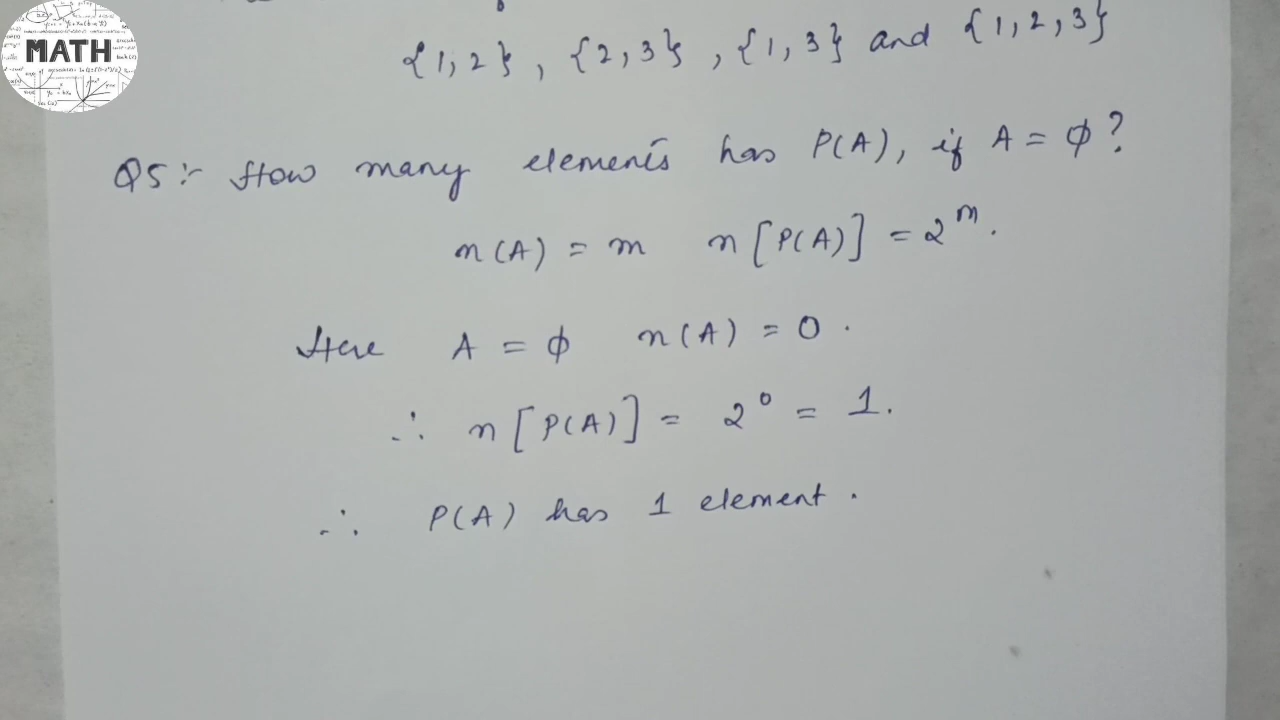 MATH
{1,2}, {2,3}, {1,3} and {1,2,3}
Q5:- How many elements has P(A), if A = ϕ?
n(A) = m n[P(A)] = 2^m.
Here A = ϕ n(A) = 0.
∴ n[P(A)] = 2^0 = 1.
∴ P(A) has 1 element.